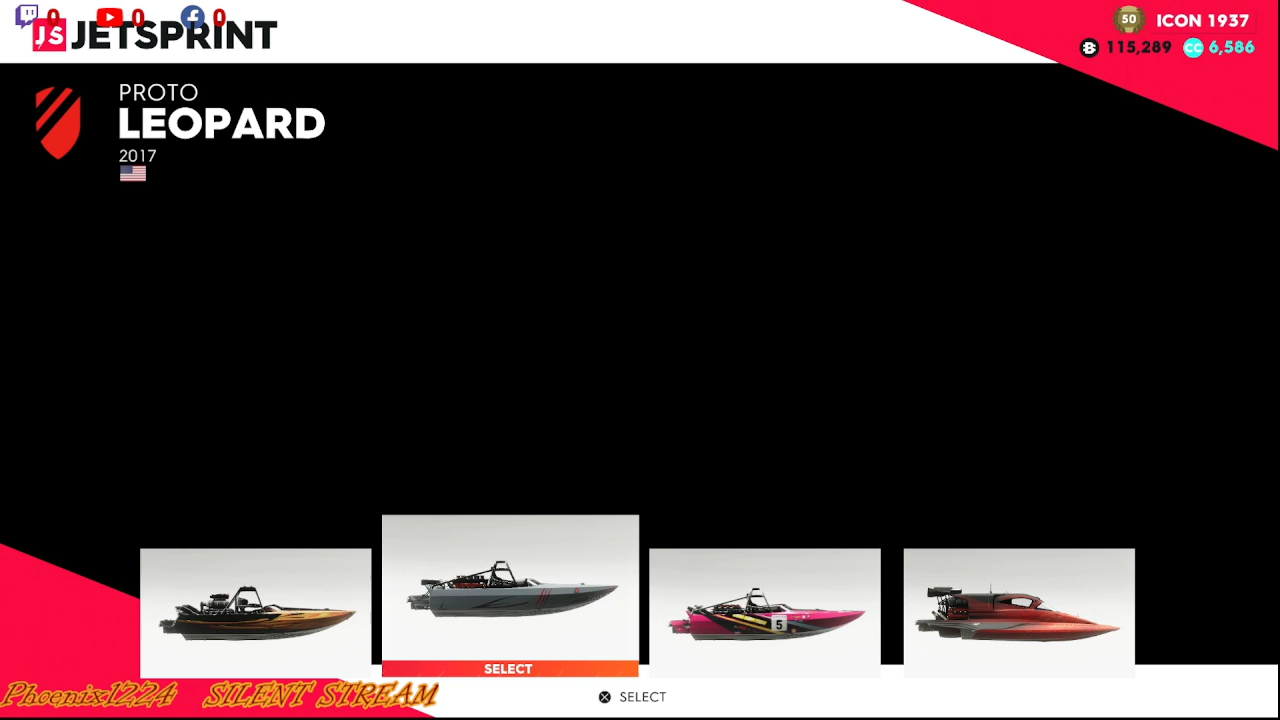 0 0 0
JS JETSPRINT
50 ICON 1937
115,289 CC 6,586
PROTO
LEOPARD
2017
5
SELECT
Phoenix1224 SILENT STREAM
SELECT